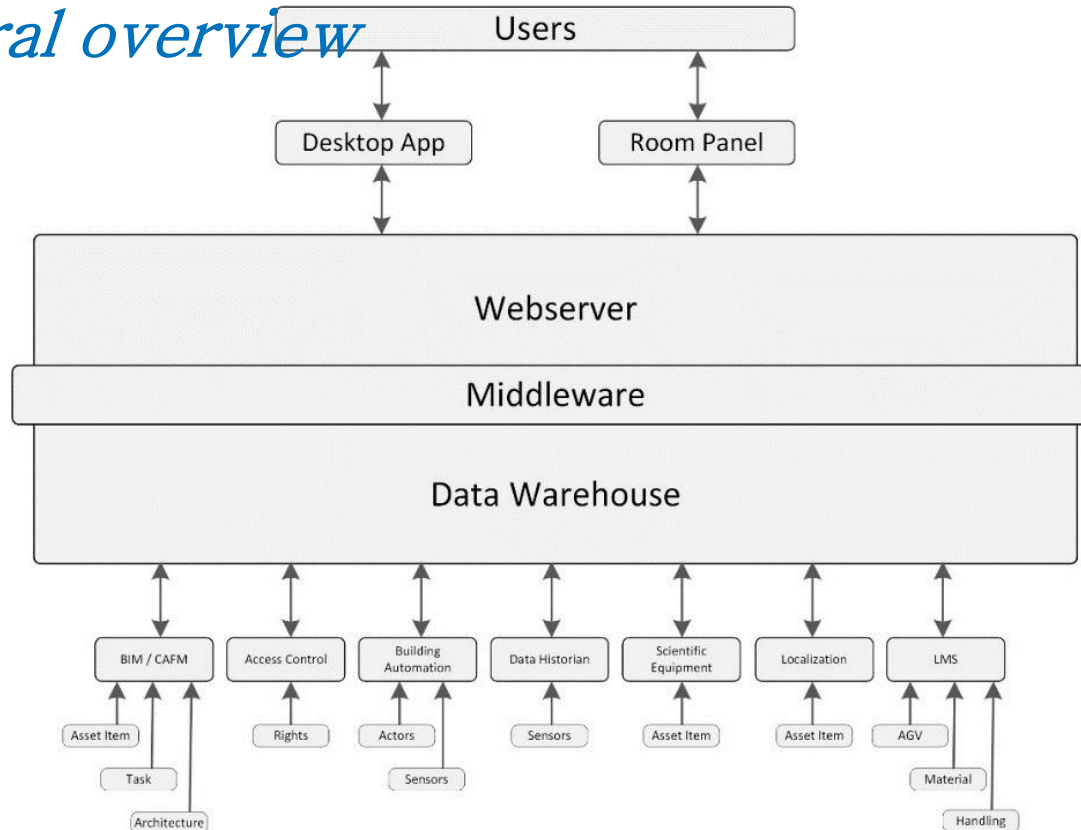 overview
Users
Desktop App
Room Panel
Webserver
Middleware
Data Warehouse
BIM / CAFM
Access Control
Building
Automation
Data Historian
Scientific
Equipment
Localization
LMS
Asset Item
Rights
Actors
Sensors
Asset Item
Asset Item
AGV
Task
Sensors
Material
Architecture
Handling